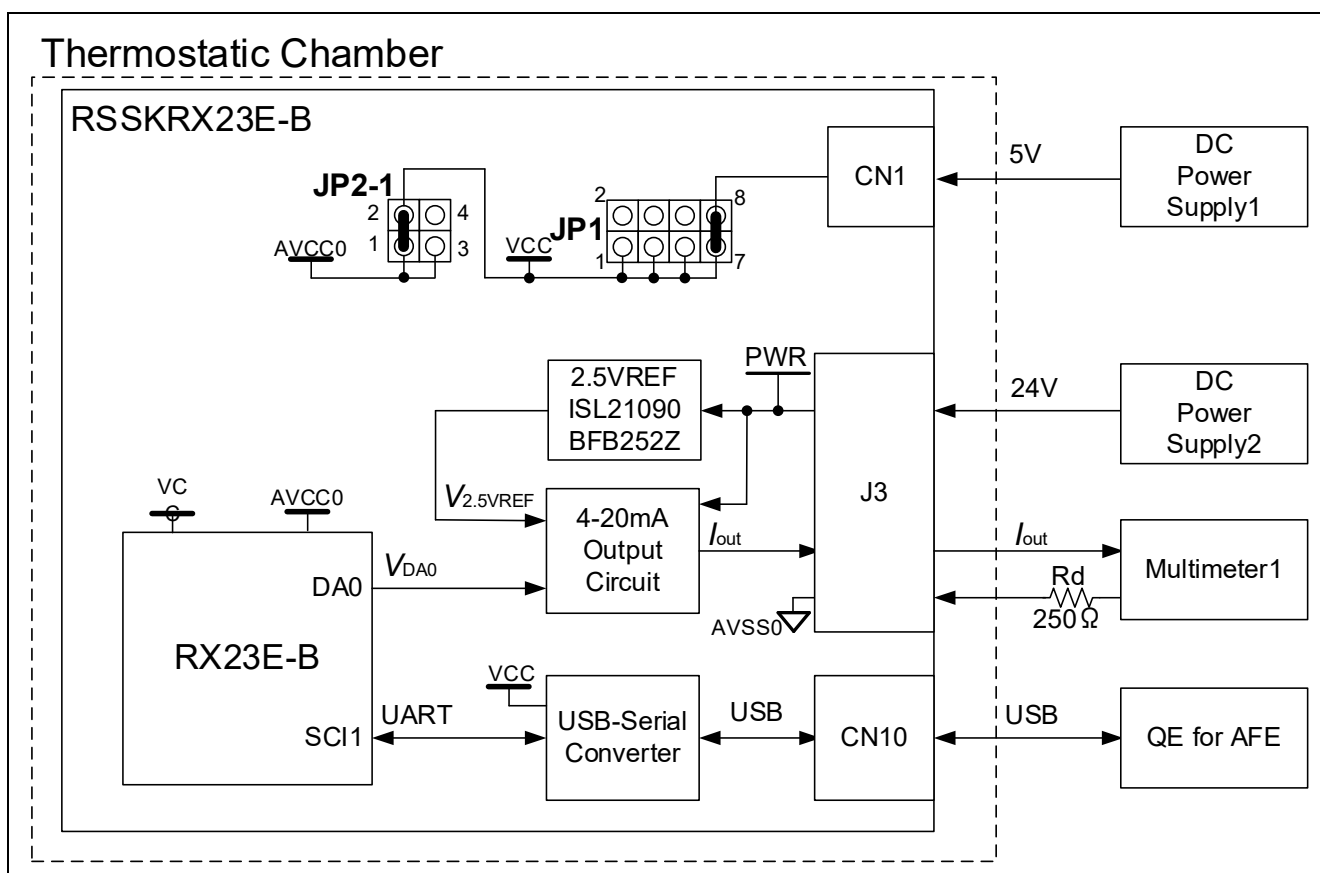 Thermostatic Chamber
RSSKRX23E-B
CN1
5V
DC
Power
Supply1
JP2-1
2
4
1
3
AVCC0
JP1
2
8
1
7
VCC
2.5VREF
ISL21090
BFB252Z
PWR
J3
24V
DC
Power
Supply2
V2.5VREF
4-20mA
Output
Circuit
Iout
Iout
Multimeter1
Rd
250 Ω
AVSS0
VC
C
AVCC0
DA0
VDA0
RX23E-B
SCI1
UART
VCC
USB-Serial
Converter
USB
CN10
USB
QE for AFE